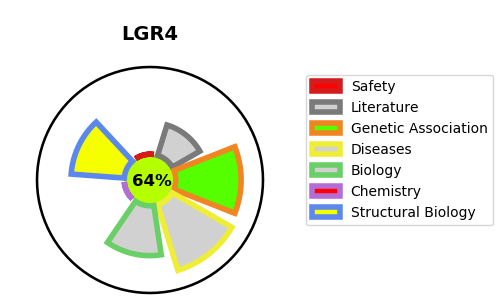 LGR4
64%
Safety
Literature
Genetic Association
Diseases
Biology
Chemistry
Structural Biology